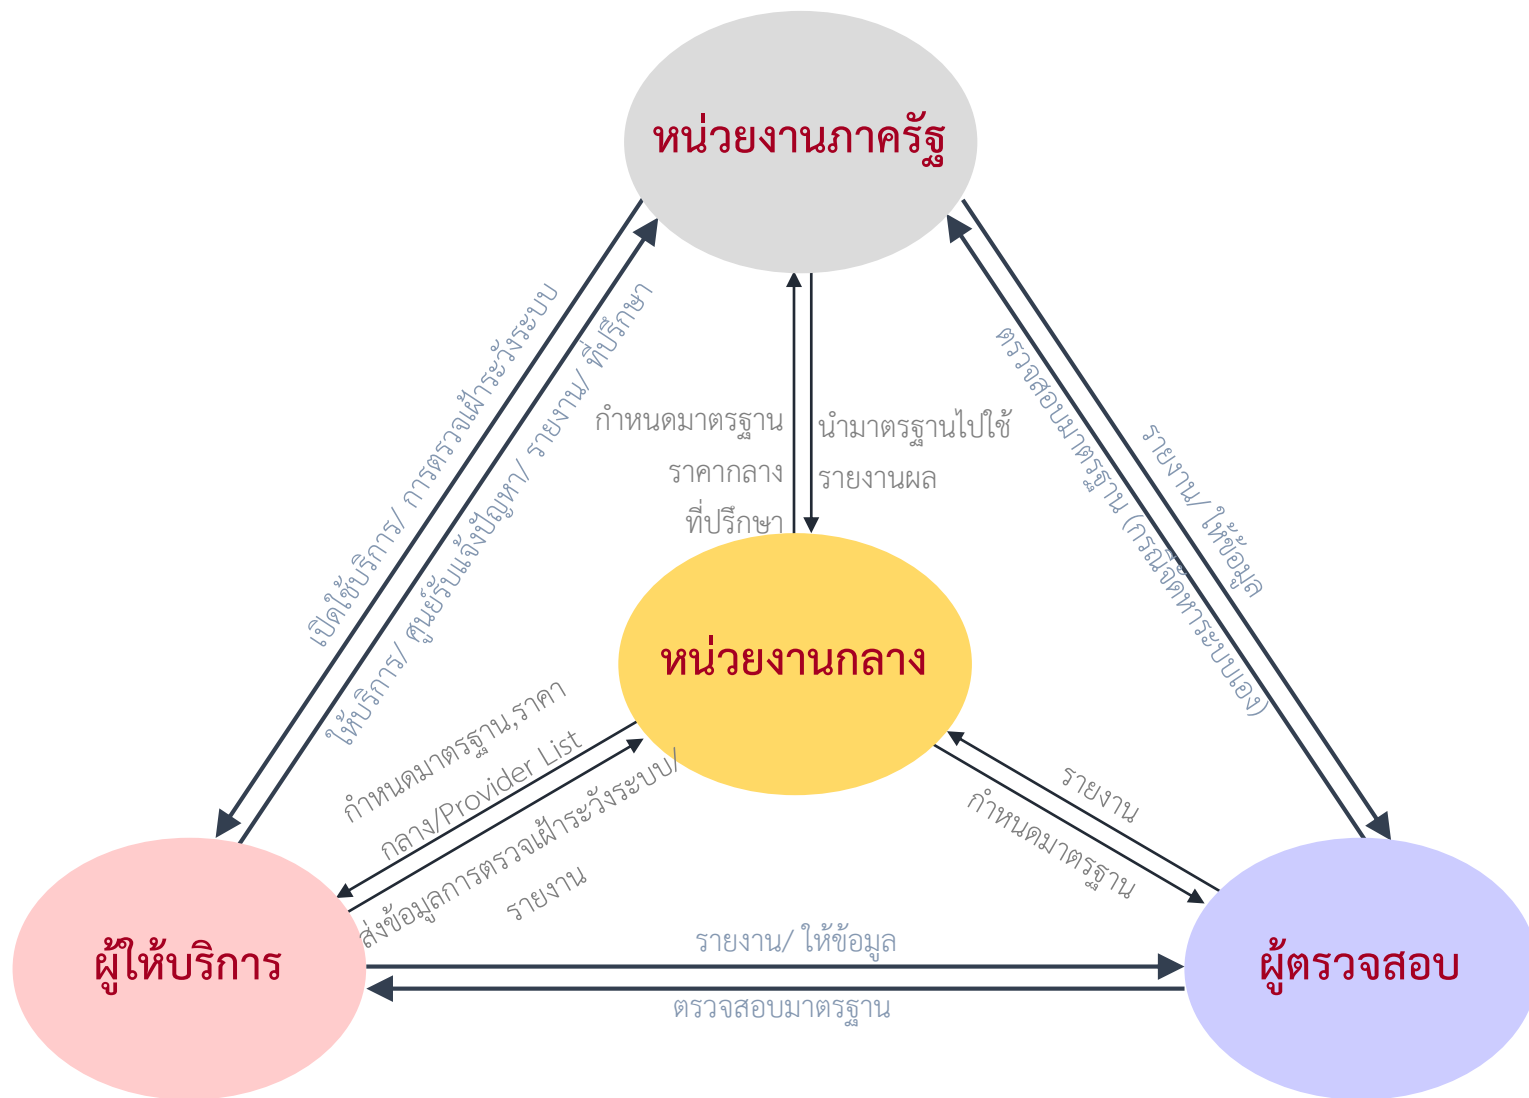 หน่วยงานภาครัฐ
เปิดใช้บริการ/ การตรวจเฝ้าระวังระบบ
ให้บริการ/ ศูนย์รับแจ้งปัญหา/ รายงาน/ ที่ปรึกษา
กำหนดมาตรฐาน
ราคากลาง
ที่ปรึกษา
นำมาตรฐานไปใช้
รายงานผล
ตรวจสอบมาตรฐาน (กรณีจัดหาระบบเอง)
รายงาน/ ให้ข้อมูล
หน่วยงานกลาง
กำหนดมาตรฐาน,ราคา
กลาง/Provider List
ส่งข้อมูลการตรวจเฝ้าระวังระบบ/
รายงาน
รายงาน
กำหนดมาตรฐาน
ผู้ให้บริการ
รายงาน/ ให้ข้อมูล
ตรวจสอบมาตรฐาน
ผู้ตรวจสอบ